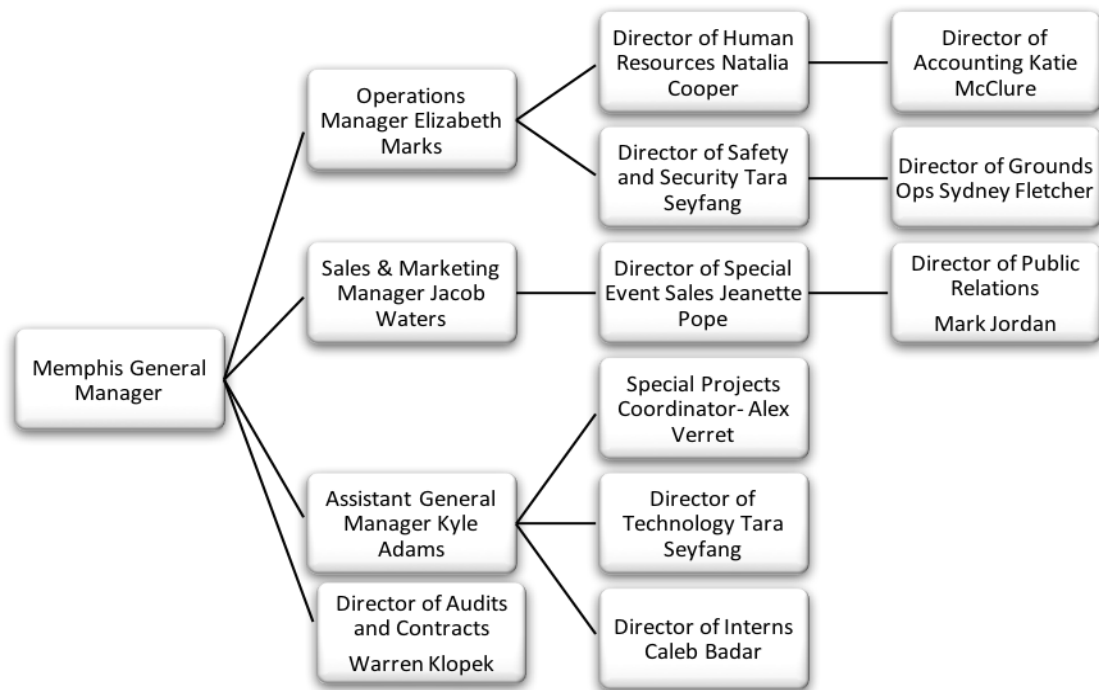 Memphis General
Manager
Operations
Manager Elizabeth
Marks
Director of Human
Resources Natalia
Cooper
Director of
Accounting Katie
McClure
Director of Safety
and Security Tara
Seyfang
Director of Grounds
Ops Sydney Fletcher
Sales & Marketing
Manager Jacob
Waters
Director of Special
Event Sales Jeanette
Pope
Director of Public
Relations
Mark Jordan
Assistant General
Manager Kyle
Adams
Special Projects
Coordinator- Alex
Verret
Director of
Technology Tara
Seyfang
Director of Interns
Caleb Badar
Director of Audits
and Contracts
Warren Klopek